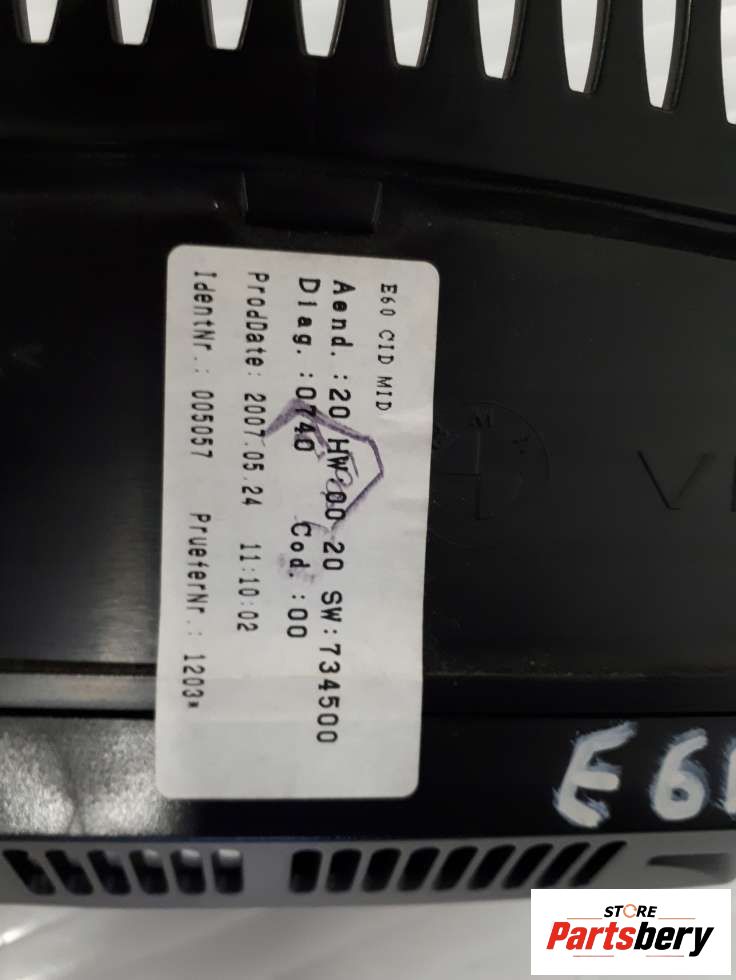 E60 CID MID
Aend.:20 HW:00 20 SW:734500
Diag.:0740 Cod.:00
ProdDate: 2007.05.24 11:10:02
IdentNr.: 005057 PrueferNr.: 1203*
E6
STORE
Partsbery